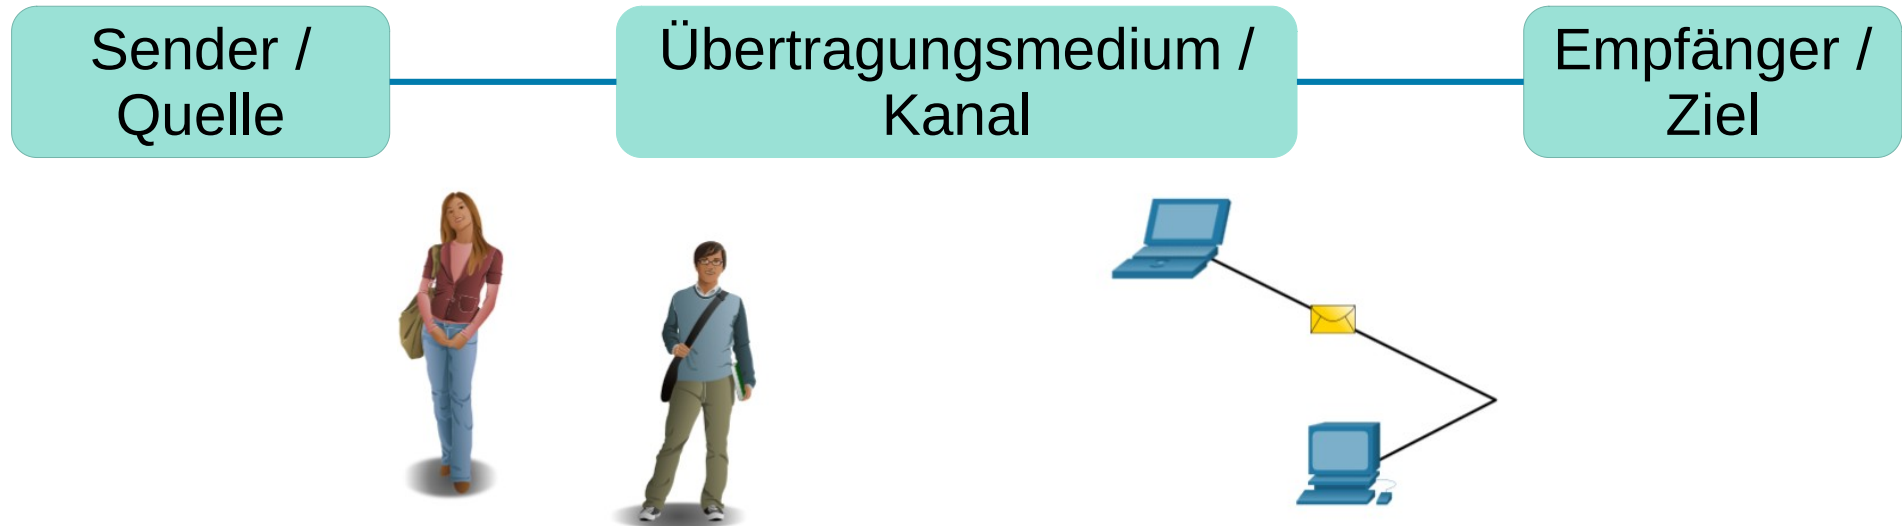 Sender /
Quelle
Übertragungsmedium /
Kanal
Empfänger /
Ziel